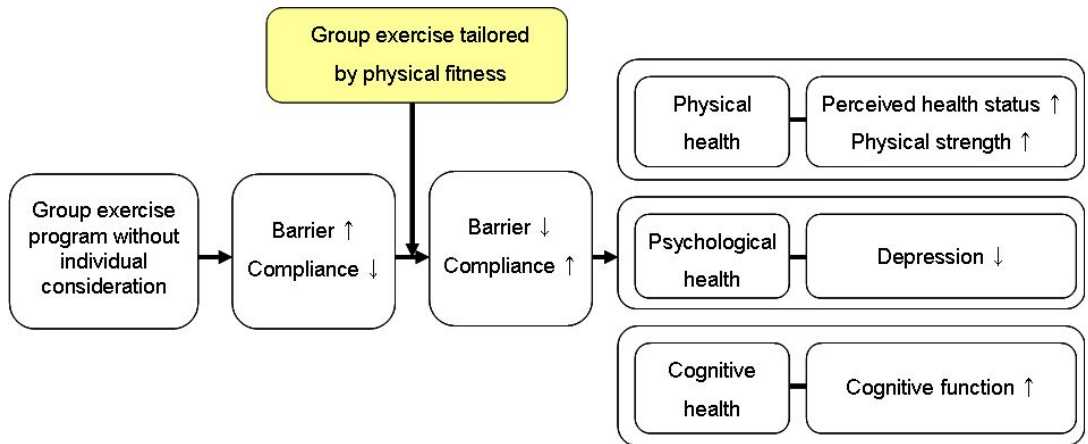 Group exercise tailored
by physical fitness
Group exercise
program without
individual
consideration
Barrier ↑
Compliance ↓
Barrier ↓
Compliance ↑
Physical
health
Perceived health status ↑
Physical strength ↑
Psychological
health
Depression ↓
Cognitive
health
Cognitive function ↑